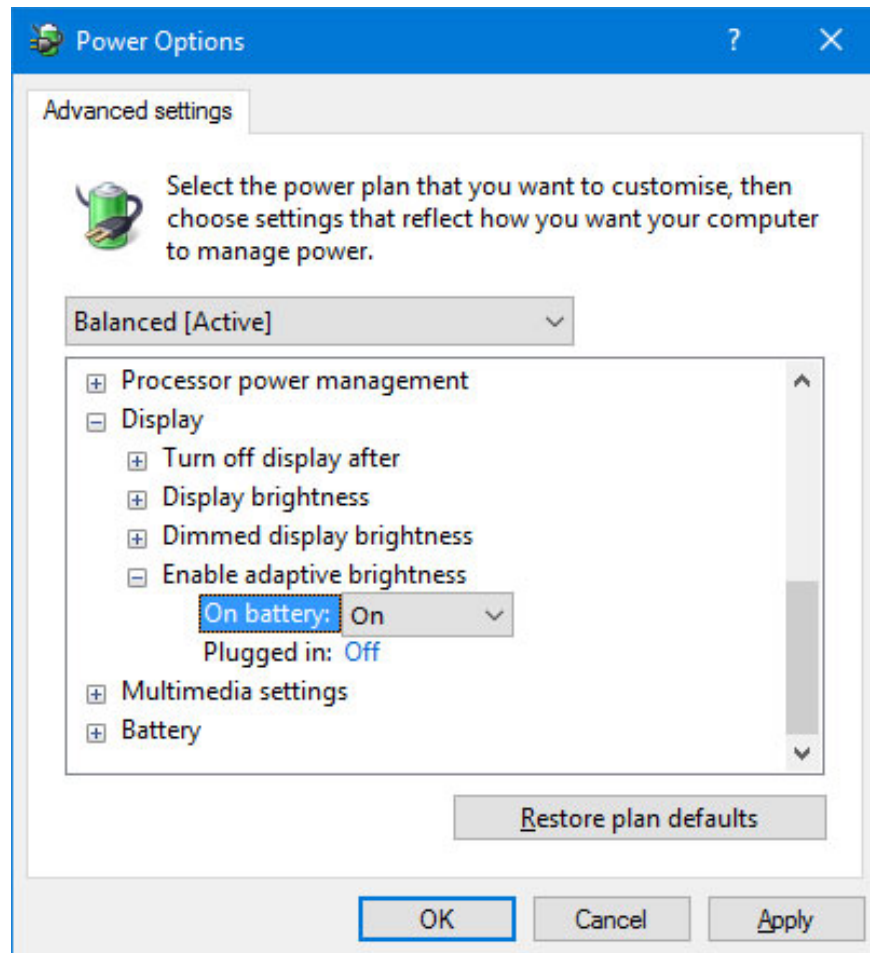 Power Options
Advanced settings
Select the power plan that you want to customise, then
choose settings that reflect how you want your computer
to manage power.
Balanced [Active]
Processor power management
Display
Turn off display after
Display brightness
Dimmed display brightness
Enable adaptive brightness
On battery: On
Plugged in: Off
Multimedia settings
Battery
Restore plan defaults
OK Cancel Apply